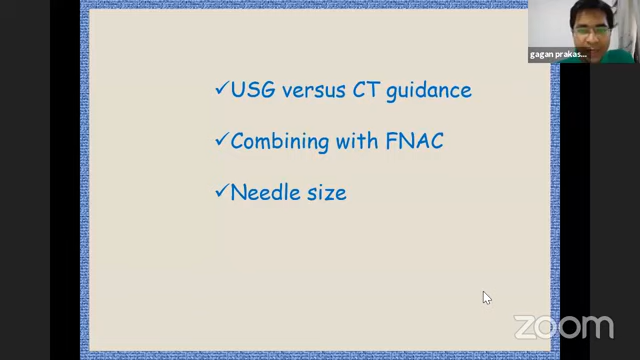 gagan prakas...
✓USG versus CT guidance
✓Combining with FNAC
✓Needle size
zoom